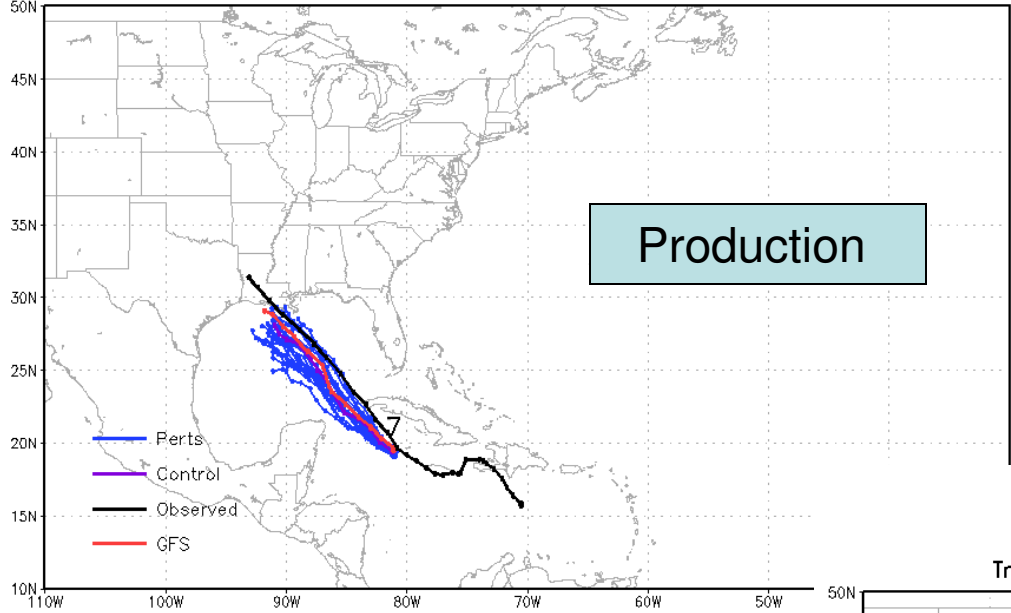 50N
45N
40N
35N
30N
25N
20N
15N
10N
Production
7
Perts
Control
Observed
GFS
110W 100W 90W 80W 70W 60W 50W
Tr
50N